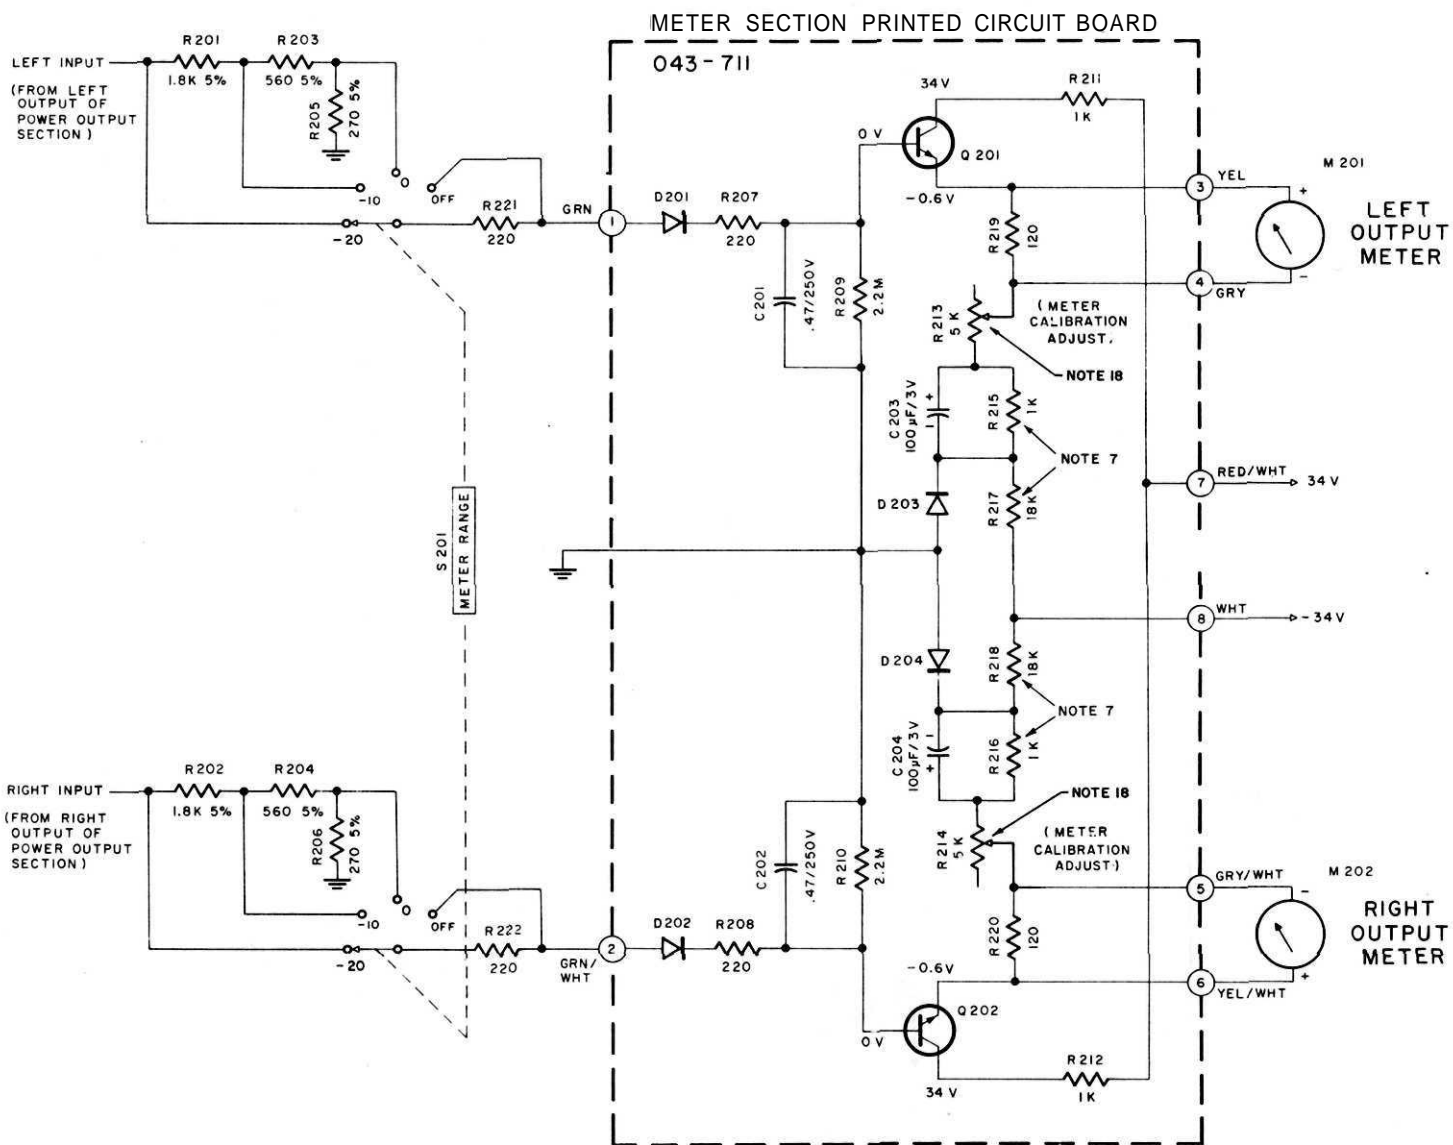 METER SECTION PRINTED CIRCUIT BOARD
043-711
LEFT INPUT
(FROM LEFT
OUTPUT OF
POWER OUTPUT
SECTION)
R201
1.8K 5%
R203
560 5%
R205
270 5%
-10
0
OFF
-20
R221
220
GRN
1
D201
R207
220
C201
.47/250V
R209
2.2M
0V
34V
Q201
-0.6V
R211
1K
R219
120
3
YEL
4
GRY
M201
+
-
LEFT
OUTPUT
METER
R213
5K
(METER
CALIBRATION
ADJUST.
NOTE 18
C203
100µF/3V
+
-
R215
1K
NOTE 7
D203
R217
18K
7
RED/WHT
34V
S201
METER RANGE
8
WHT
-34V
D204
R218
18K
NOTE 7
C204
100µF/3V
-
+
R216
1K
NOTE 18
R214
5K
(METER
CALIBRATION
ADJUST.)
RIGHT INPUT
(FROM RIGHT
OUTPUT OF
POWER OUTPUT
SECTION)
R202
1.8K 5%
R204
560 5%
R206
270 5%
-10
0
OFF
-20
R222
220
GRN/
WHT
2
D202
R208
220
C202
.47/250V
R210
2.2M
0V
-0.6V
Q202
34V
R212
1K
R220
120
5
GRY/WHT
6
YEL/WHT
M202
-
+
RIGHT
OUTPUT
METER